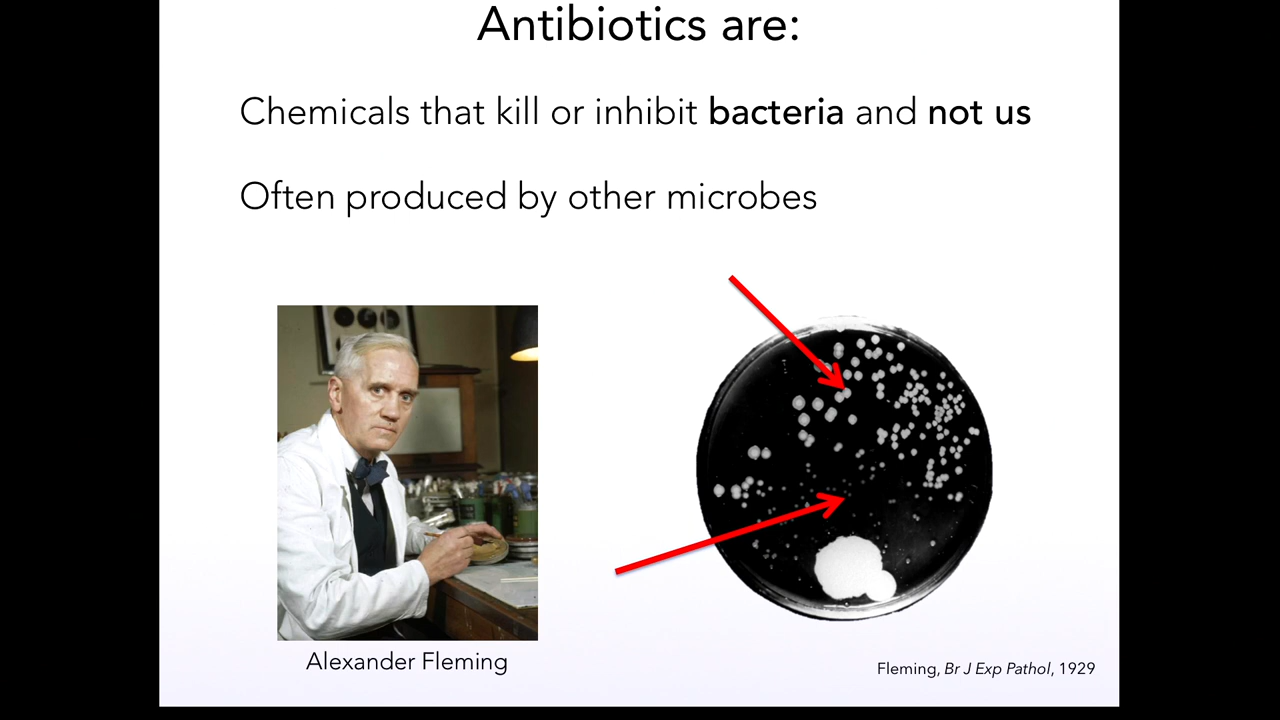 Antibiotics are:
Chemicals that kill or inhibit bacteria and not us
Often produced by other microbes
Alexander Fleming
Fleming, Br J Exp Pathol, 1929